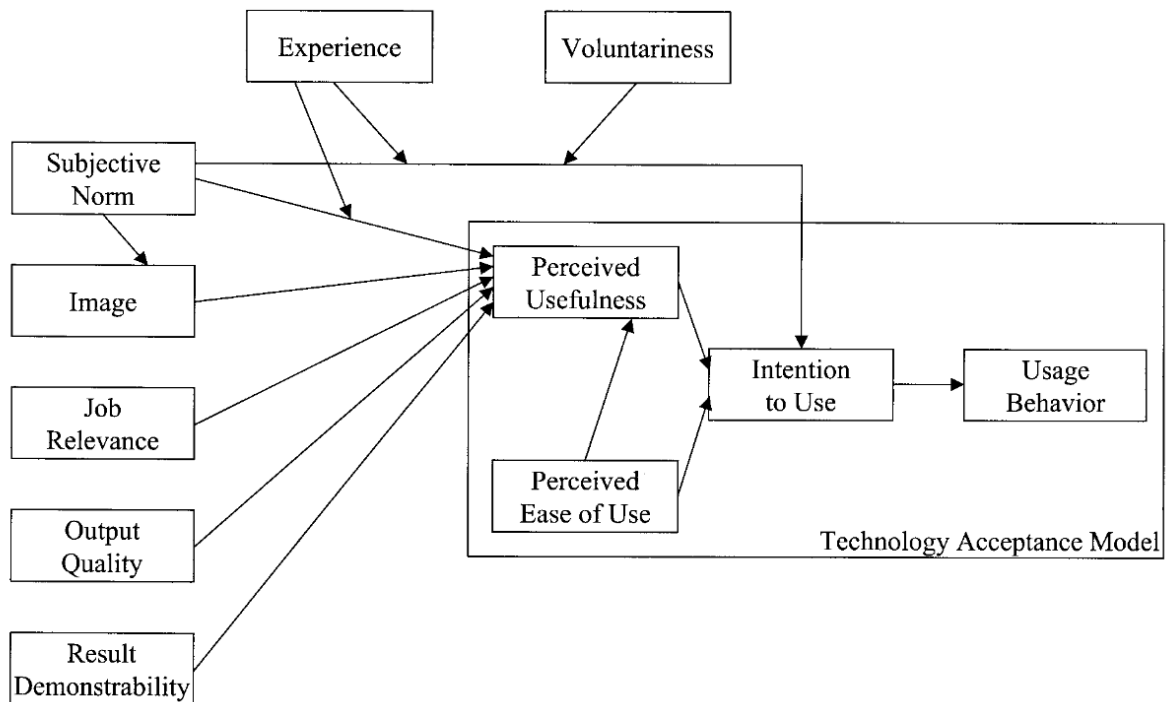 Experience
Voluntariness
Subjective
Norm
Image
Job
Relevance
Output
Quality
Result
Demonstrability
Perceived
Usefulness
Perceived
Ease of Use
Intention
to Use
Usage
Behavior
Technology Acceptance Model